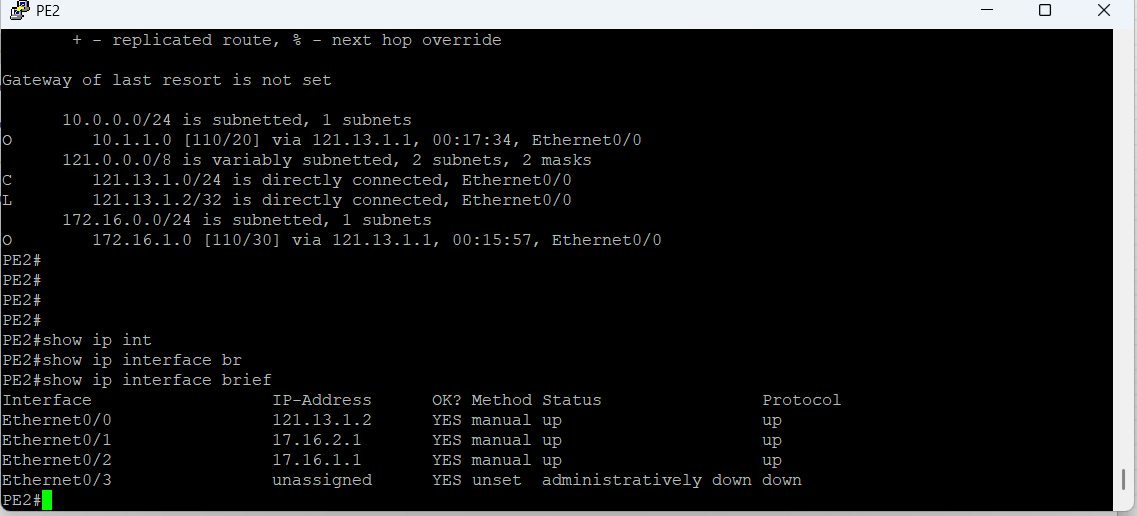 PE2
+ - replicated route, % - next hop override
Gateway of last resort is not set
10.0.0.0/24 is subnetted, 1 subnets
O 10.1.1.0 [110/20] via 121.13.1.1, 00:17:34, Ethernet0/0
121.0.0.0/8 is variably subnetted, 2 subnets, 2 masks
C 121.13.1.0/24 is directly connected, Ethernet0/0
L 121.13.1.2/32 is directly connected, Ethernet0/0
172.16.0.0/24 is subnetted, 1 subnets
O 172.16.1.0 [110/30] via 121.13.1.1, 00:15:57, Ethernet0/0
PE2#
PE2#
PE2#
PE2#
PE2#show ip int
PE2#show ip interface br
PE2#show ip interface brief
Interface IP-Address OK? Method Status Protocol
Ethernet0/0 121.13.1.2 YES manual up up
Ethernet0/1 17.16.2.1 YES manual up up
Ethernet0/2 17.16.1.1 YES manual up up
Ethernet0/3 unassigned YES unset administratively down down
PE2#